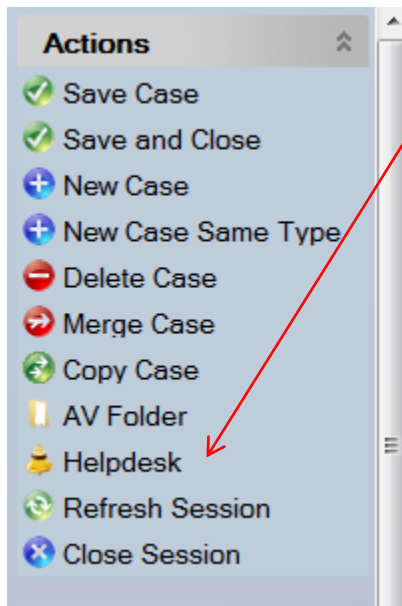 Actions
Save Case
Save and Close
New Case
New Case Same Type
Delete Case
Merge Case
Copy Case
AV Folder
Helpdesk
Refresh Session
Close Session